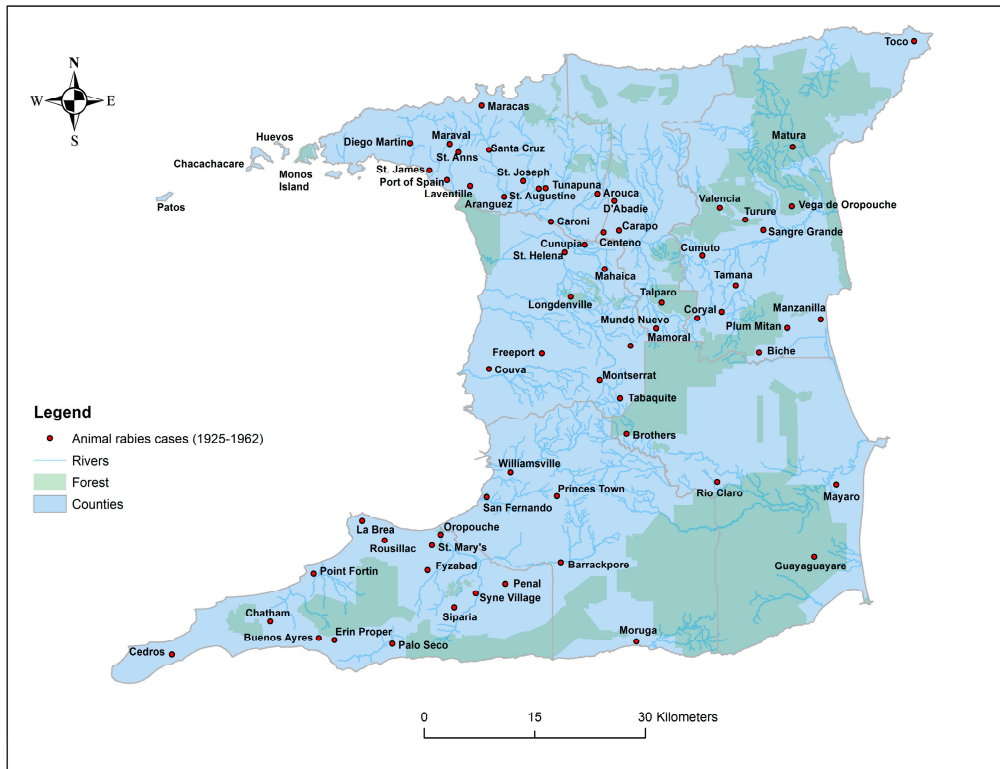 Toco
N
W E
S
Maracas
Huevos
Diego Martin
Maraval
Santa Cruz
Matura
St. Anns
Chacachacare
Monos
Island
St. James
St. Joseph
Port of Spain
Tunapuna
Laventille
St. Augustine
Arouca
Patos
Aranguez
D'Abadie
Valencia
Vega de Oropouche
Turure
Caroni
Carapo
Sangre Grande
Cunupia
Centeno
Cumuto
St. Helena
Mahaica
Tamana
Talparo
Longdenville
Manzanilla
Coryal
Mundo Nuevo
Plum Mitan
Mamoral
Freeport
Biche
Couva
Montserrat
Tabaquite
Legend
Animal rabies cases (1925-1962)
Rivers
Forest
Counties
Brothers
Williamsville
Princes Town
Rio Claro
Mayaro
San Fernando
La Brea
Oropouche
Rousillac
St. Mary's
Fyzabad
Barrackpore
Guayaguayare
Point Fortin
Penal
Syne Village
Chatham
Siparia
Buenos Ayres
Erin Proper
Moruga
Palo Seco
Cedros
0 15 30 Kilometers